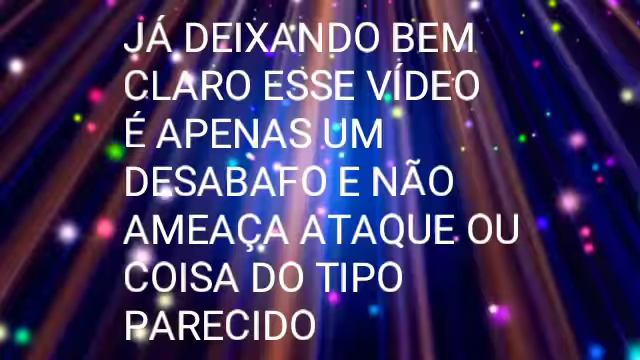 JÁ DEIXANDO BEM
CLARO ESSE VÍDEO
É APENAS UM
DESABAFO E NÃO
AMEAÇA ATAQUE OU
COISA DO TIPO
PARECIDO